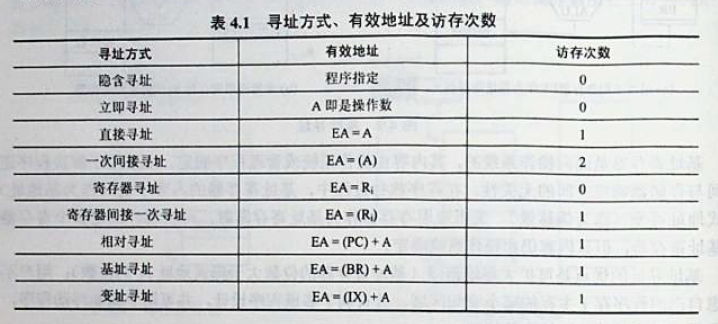 表 4.1 寻址方式、有效地址及访存次数
寻址方式 有效地址 访存次数
隐含寻址 程序指定 0
立即寻址 A 即是操作数 0
直接寻址 EA = A 1
一次间接寻址 EA = (A) 2
寄存器寻址 EA = Ri 0
寄存器间接一次寻址 EA = (Ri) 1
相对寻址 EA = (PC) + A 1
基址寻址 EA = (BR) + A 1
变址寻址 EA = (IX) + A 1